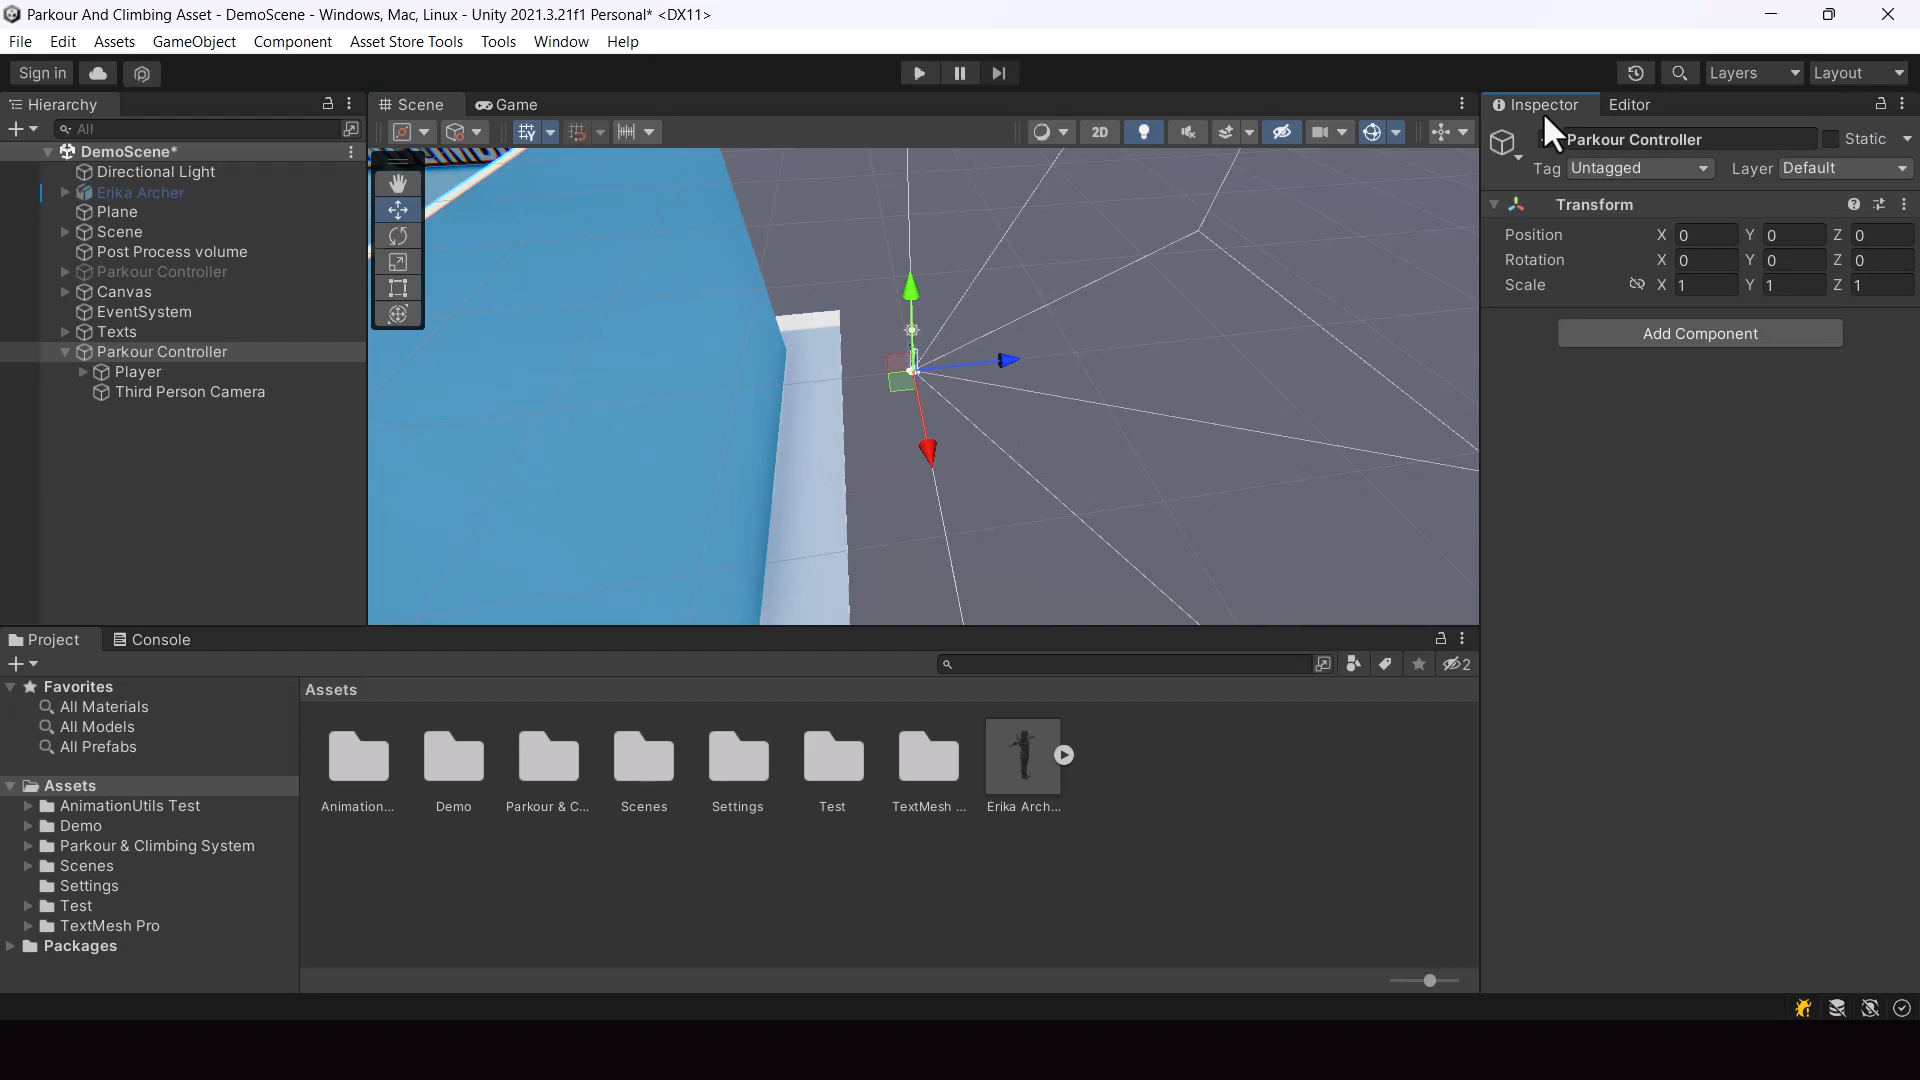 Parkour And Climbing Asset - DemoScene - Windows, Mac, Linux - Unity 2021.3.21f1 Personal* <DX11>
File Edit Assets GameObject Component Asset Store Tools Tools Window Help
Sign in
Layers
Layout
Hierarchy
All
DemoScene*
Directional Light
Erika Archer
Plane
Scene
Post Process volume
Parkour Controller
Canvas
EventSystem
Texts
Parkour Controller
Player
Third Person Camera
Scene
Game
2D
Inspector
Editor
Parkour Controller
Static
Tag Untagged
Layer Default
Transform
Position X 0 Y 0 Z 0
Rotation X 0 Y 0 Z 0
Scale X 1 Y 1 Z 1
Add Component
Project
Console
2
Favorites
All Materials
All Models
All Prefabs
Assets
AnimationUtils Test
Demo
Parkour & Climbing System
Scenes
Settings
Test
TextMesh Pro
Packages
Assets
Animation...
Demo
Parkour & C...
Scenes
Settings
Test
TextMesh ...
Erika Arch...